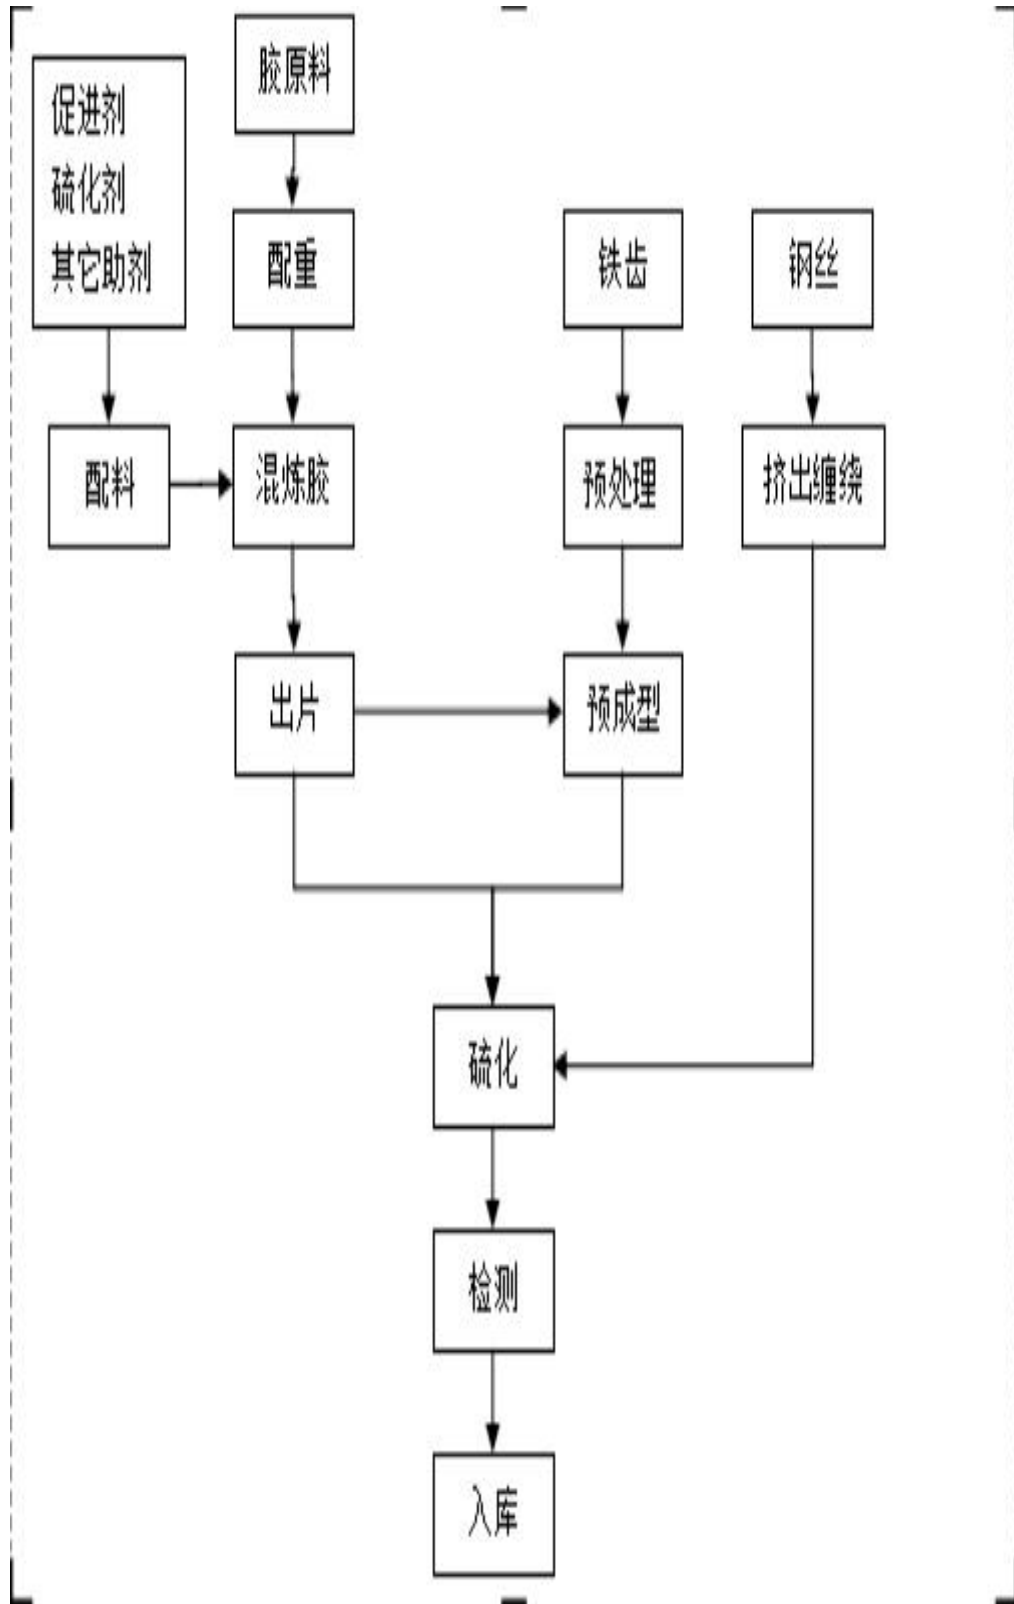 胶原料
促进剂
硫化剂
其它助剂
配重
铁齿
钢丝
配料
混炼胶
预处理
挤出缠绕
出片
预成型
硫化
检测
入库